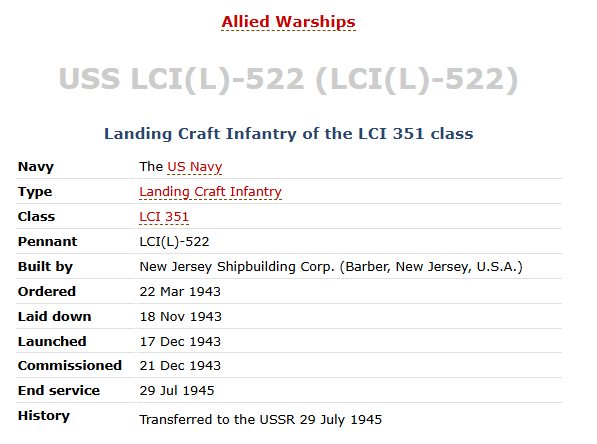 Allied Warships
USS LCI(L)-522 (LCI(L)-522)
Landing Craft Infantry of the LCI 351 class
Navy The US Navy
Type Landing Craft Infantry
Class LCI 351
Pennant LCI(L)-522
Built by New Jersey Shipbuilding Corp. (Barber, New Jersey, U.S.A.)
Ordered 22 Mar 1943
Laid down 18 Nov 1943
Launched 17 Dec 1943
Commissioned 21 Dec 1943
End service 29 Jul 1945
History Transferred to the USSR 29 July 1945